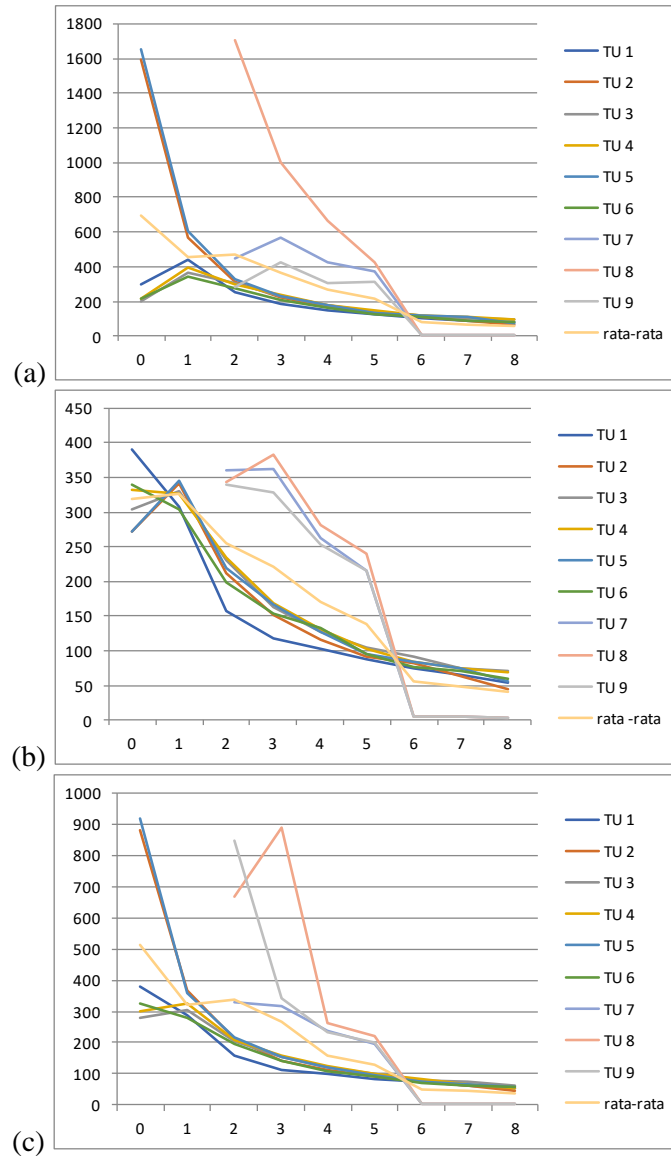 1800
1600
1400
1200
1000
800
600
400
200
0
0 1 2 3 4 5 6 7 8
TU 1
TU 2
TU 3
TU 4
TU 5
TU 6
TU 7
TU 8
TU 9
rata-rata
(a)
450
400
350
300
250
200
150
100
50
0
0 1 2 3 4 5 6 7 8
TU 1
TU 2
TU 3
TU 4
TU 5
TU 6
TU 7
TU 8
TU 9
rata -rata
(b)
1000
900
800
700
600
500
400
300
200
100
0
0 1 2 3 4 5 6 7 8
TU 1
TU 2
TU 3
TU 4
TU 5
TU 6
TU 7
TU 8
TU 9
rata-rata
(c)